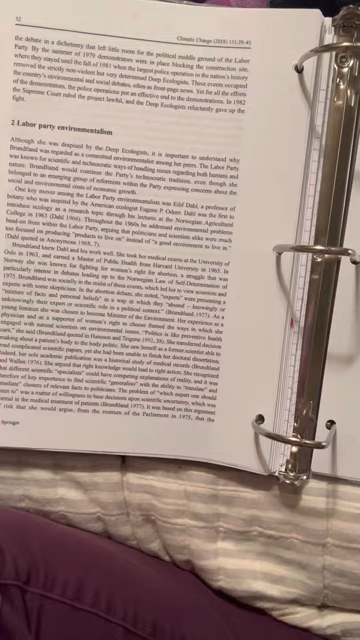 32
Climatic Change (2018) 151:29–43
the debate in a dichotomy that left little room for the political middle ground of the Labor
Party. By the summer of 1979 demonstrators were in place blocking the construction site,
where they stayed until the fall of 1981 when the largest police operation in the nation's history
removed the strictly non-violent but very determined Deep Ecologists. These events occupied
the country's environmental and social debates, often as front-page news. Yet for all the efforts
of the demonstrators, the police operations put an effective end to the demonstrations. In 1982
the Supreme Court ruled the project lawful, and the Deep Ecologists reluctantly gave up the
fight.
2 Labor party environmentalism
Although she was despised by the Deep Ecologists, it is important to understand why
Brundtland was regarded as a committed environmentalist among her peers. The Labor Party
was known for scientific and technocratic ways of handling issues regarding both humans and
nature. Brundtland would continue the Party's technocratic tradition, even though she
belonged to an emerging group of reformists within the Party expressing concerns about the
social and environmental costs of economic growth.
One key mover among the Labor Party environmentalists was Eilif Dahl, a professor of
botany who was inspired by the American ecologist Eugene P. Odum. Dahl was the first to
introduce ecology as a research topic through his lectures at the Norwegian Agricultural
College in 1963 (Dahl 1966). Throughout the 1960s he addressed environmental problems
head-on from within the Labor Party, arguing that politicians and scientists alike were much
too focused on producing "products to live on" instead of "a good environment to live in."
(Dahl quoted in Anonymous 1968, 7).
Brundtland knew Dahl and his work well. She took her medical exams at the University of
Oslo in 1963, and earned a Master of Public Health from Harvard University in 1965. In
Norway she was known for fighting for women's right for abortion, a struggle that was
particularly intense in debates leading up to the Norwegian Law of Self-Determination of
1975. Brundtland was socially in the midst of these events, which led her to view scientists and
experts with some skepticism. In the abortion debate, she noted, "experts" were presenting a
"mixture of facts and personal beliefs" in a way in which they "abused – knowingly or
unknowingly their expert or scientific role in a political context." (Brundtland 1977). As a
young feminist she was chosen to become Minister of the Environment. Her experience as a
physician and as a supporter of women's right to choose framed the ways in which she
engaged with natural scientists on environmental issues. "Politics is like preventive health
care," she said (Brundtland quoted in Hansson and Teigene 1992, 28). She transferred decision
making about a patient's body to the body politic. She saw herself as a former scientist able to
read complicated scientific papers, yet she had been unable to finish her doctoral dissertation.
Indeed, her sole academic publication was a historical study of medical records (Brundtland
and Walløe 1976). She argued that right knowledge would lead to right action. She recognized
that different scientific "specialists" could have competing explanations of reality, and it was
therefore of key importance to find scientific "generalists" with the ability to "translate" and
clusters of relevant facts to politicians. The problem of "which expert one should
was a matter of willingness to base decisions upon scientific uncertainty, which was
in the medical treatment of patients (Brundtland 1977). It was based on this argument
risk that she would argue, from the rostrum of the Parliament in 1975, that the
Springer